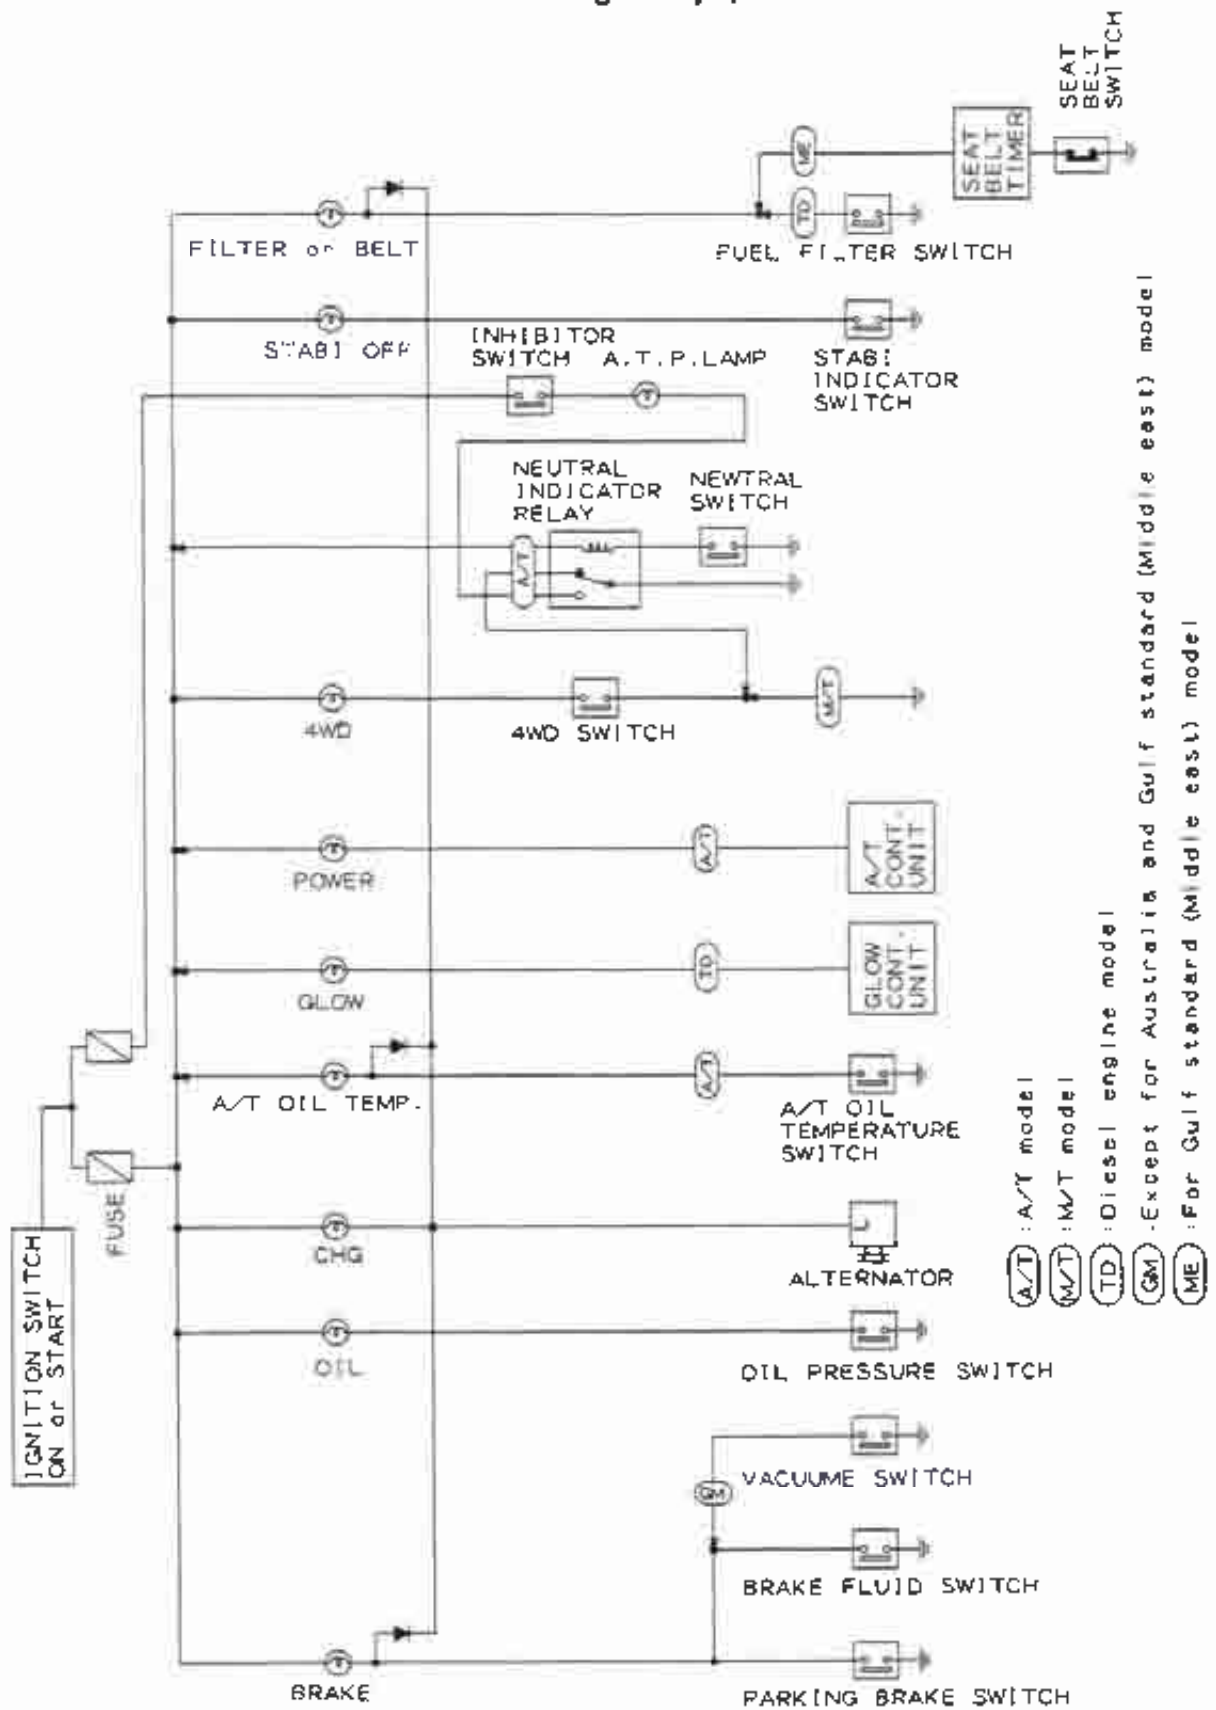 SEAT
BELT
SWITCH
SEAT
BELT
TIMER
ME
TD
FILTER or BELT
FUEL FILTER SWITCH
STABI OFF
INHIBITOR
SWITCH
A.T.P.LAMP
STABI
INDICATOR
SWITCH
NEUTRAL
INDICATOR
RELAY
NEWTRAL
SWITCH
A/T
4WD
4WD SWITCH
M/T
POWER
A/T
A/T
CONT.
UNIT
GLOW
TD
GLOW
CONT.
UNIT
A/T OIL TEMP.
A/T
A/T OIL
TEMPERATURE
SWITCH
FUSE
IGNITION SWITCH
ON or START
CHG
L
ALTERNATOR
OIL
OIL PRESSURE SWITCH
VACUUME SWITCH
GM
BRAKE FLUID SWITCH
BRAKE
PARKING BRAKE SWITCH
A/T :A/T model
M/T :M/T model
TD :Diesel engine model
GM :Except for Australia and Gulf standard(Middle east) model
ME :For Gulf standard (Middle east) model